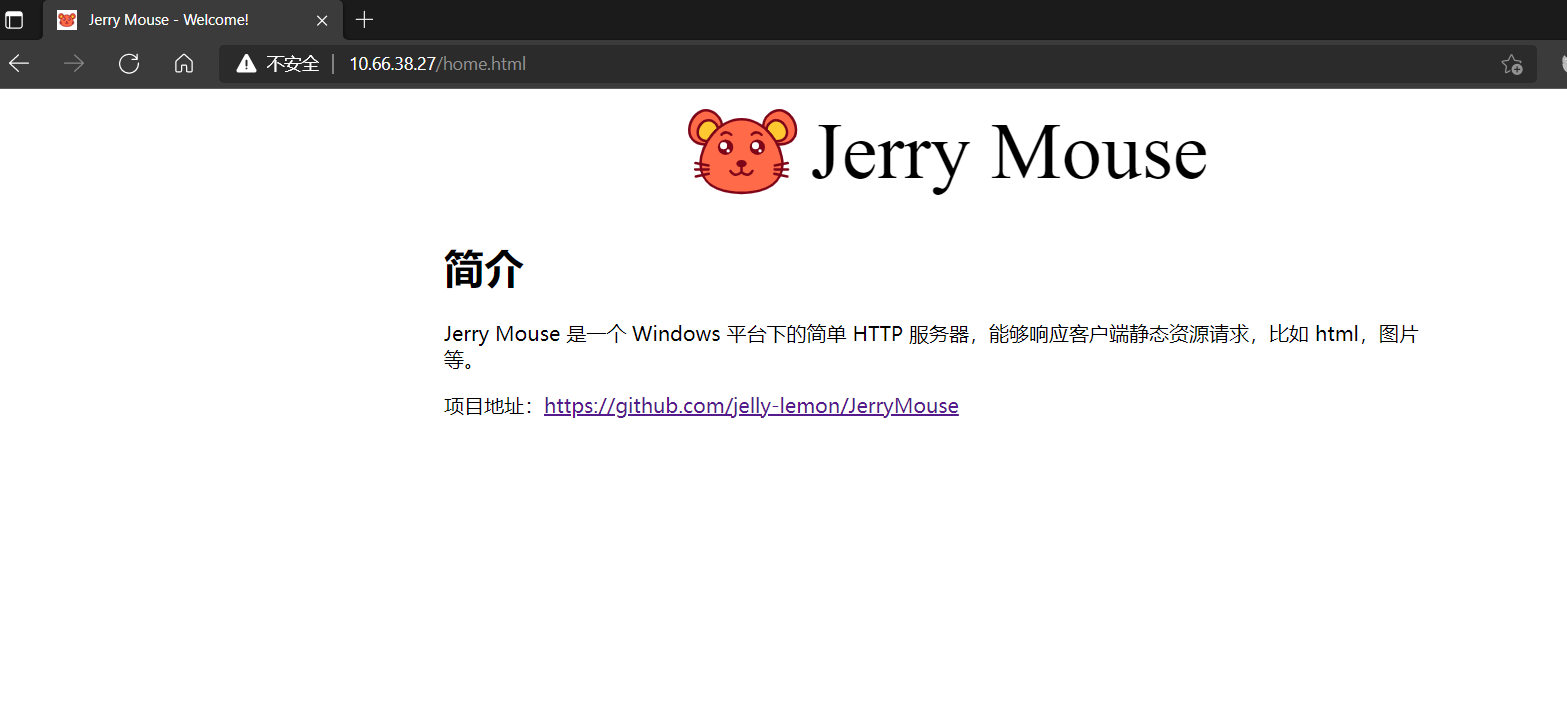 Jerry Mouse - Welcome!
不安全 | 10.66.38.27/home.html
Jerry Mouse
简介
Jerry Mouse 是一个 Windows 平台下的简单 HTTP 服务器，能够响应客户端静态资源请求，比如 html，图片
等。
项目地址：https://github.com/jelly-lemon/JerryMouse